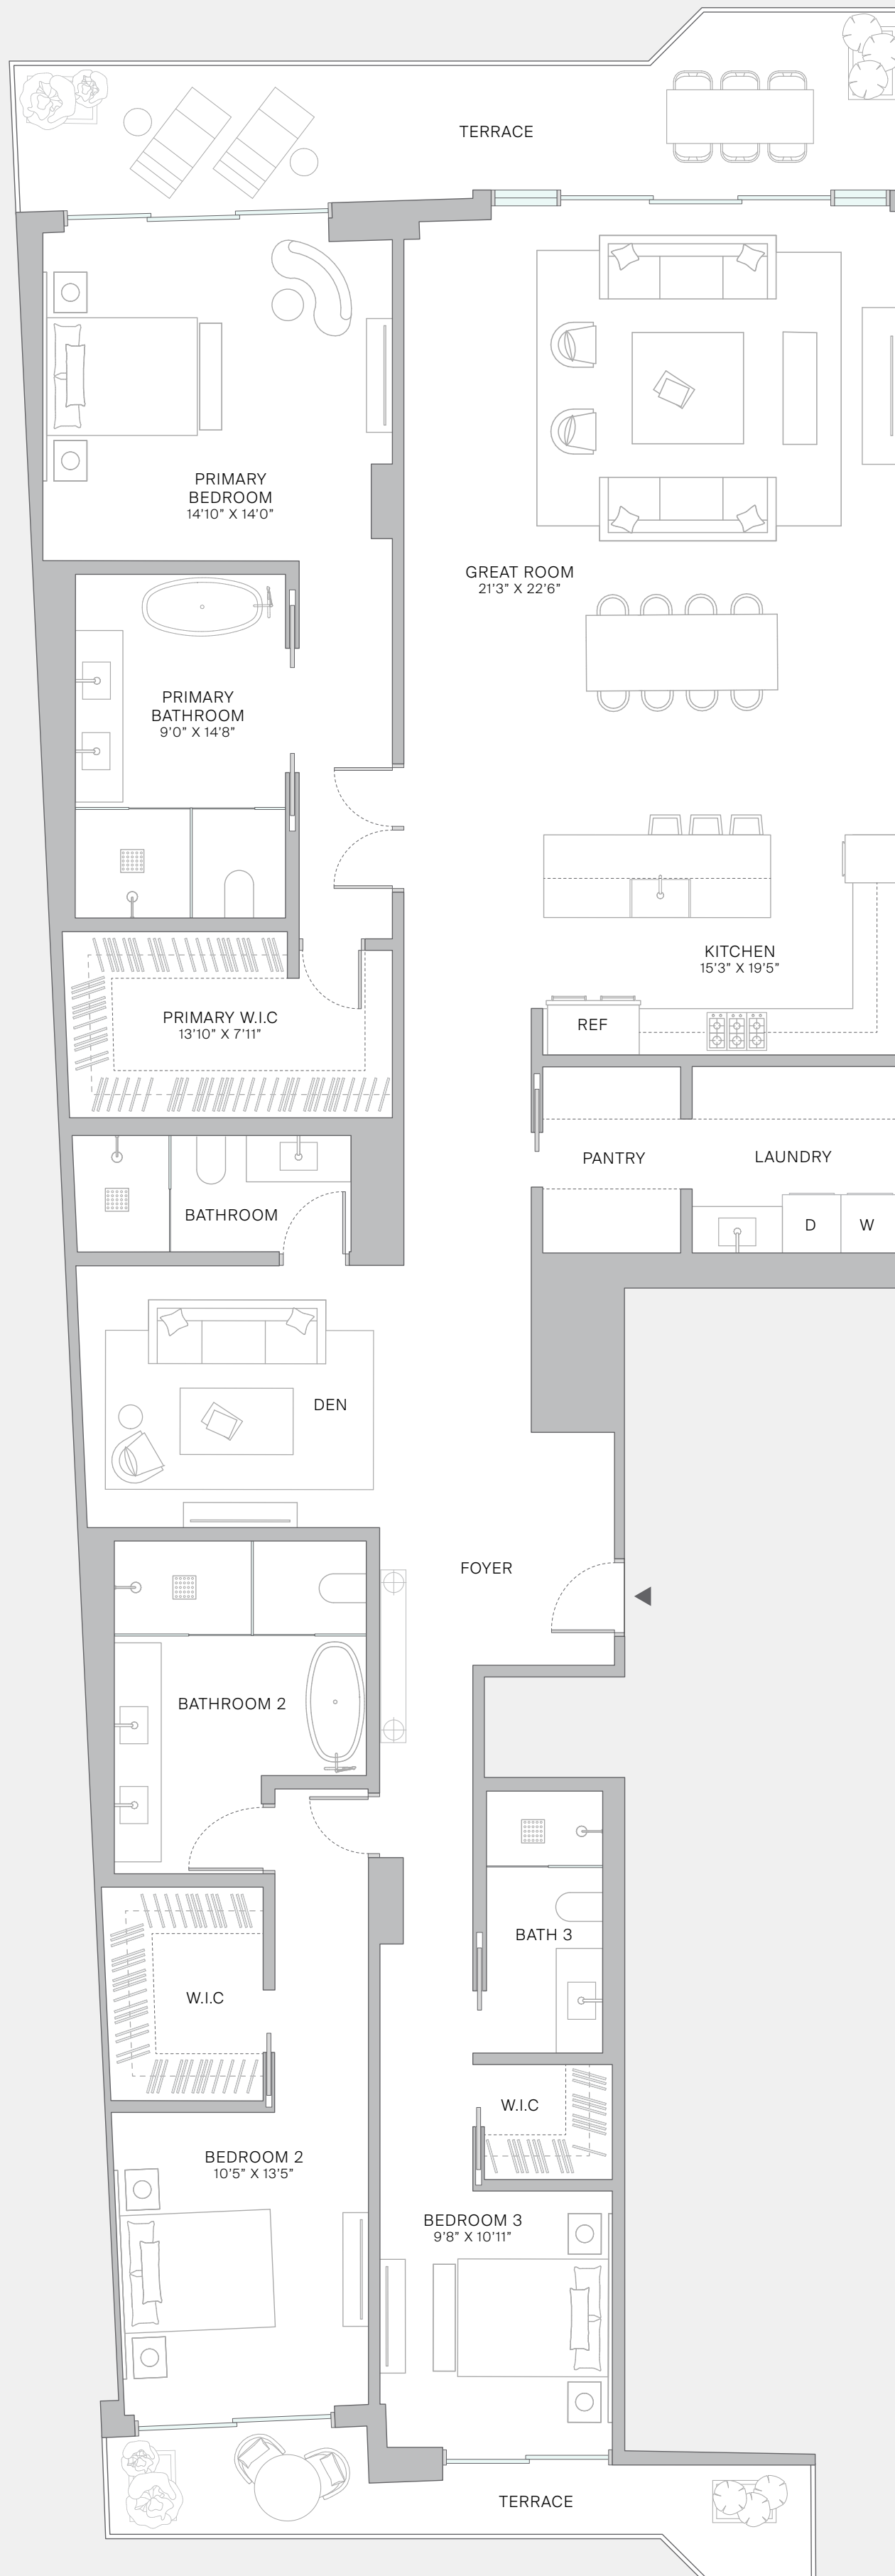 TERRACE
PRIMARY
BEDROOM
14’10” X 14’0”
GREAT ROOM
21’3” X 22’6”
PRIMARY
BATHROOM
9’0” X 14’8”
KITCHEN
15’3” X 19’5”
PRIMARY W.I.C
13’10” X 7’11”
REF
PANTRY
LAUNDRY
BATHROOM
D
W
DEN
FOYER
BATHROOM 2
BATH 3
W.I.C
W.I.C
BEDROOM 2
10’5” X 13’5”
BEDROOM 3
9’8” X 10’11”
TERRACE